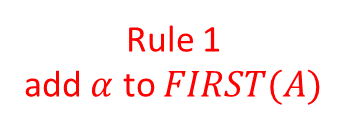 Rule 1
add α to FIRST(A)